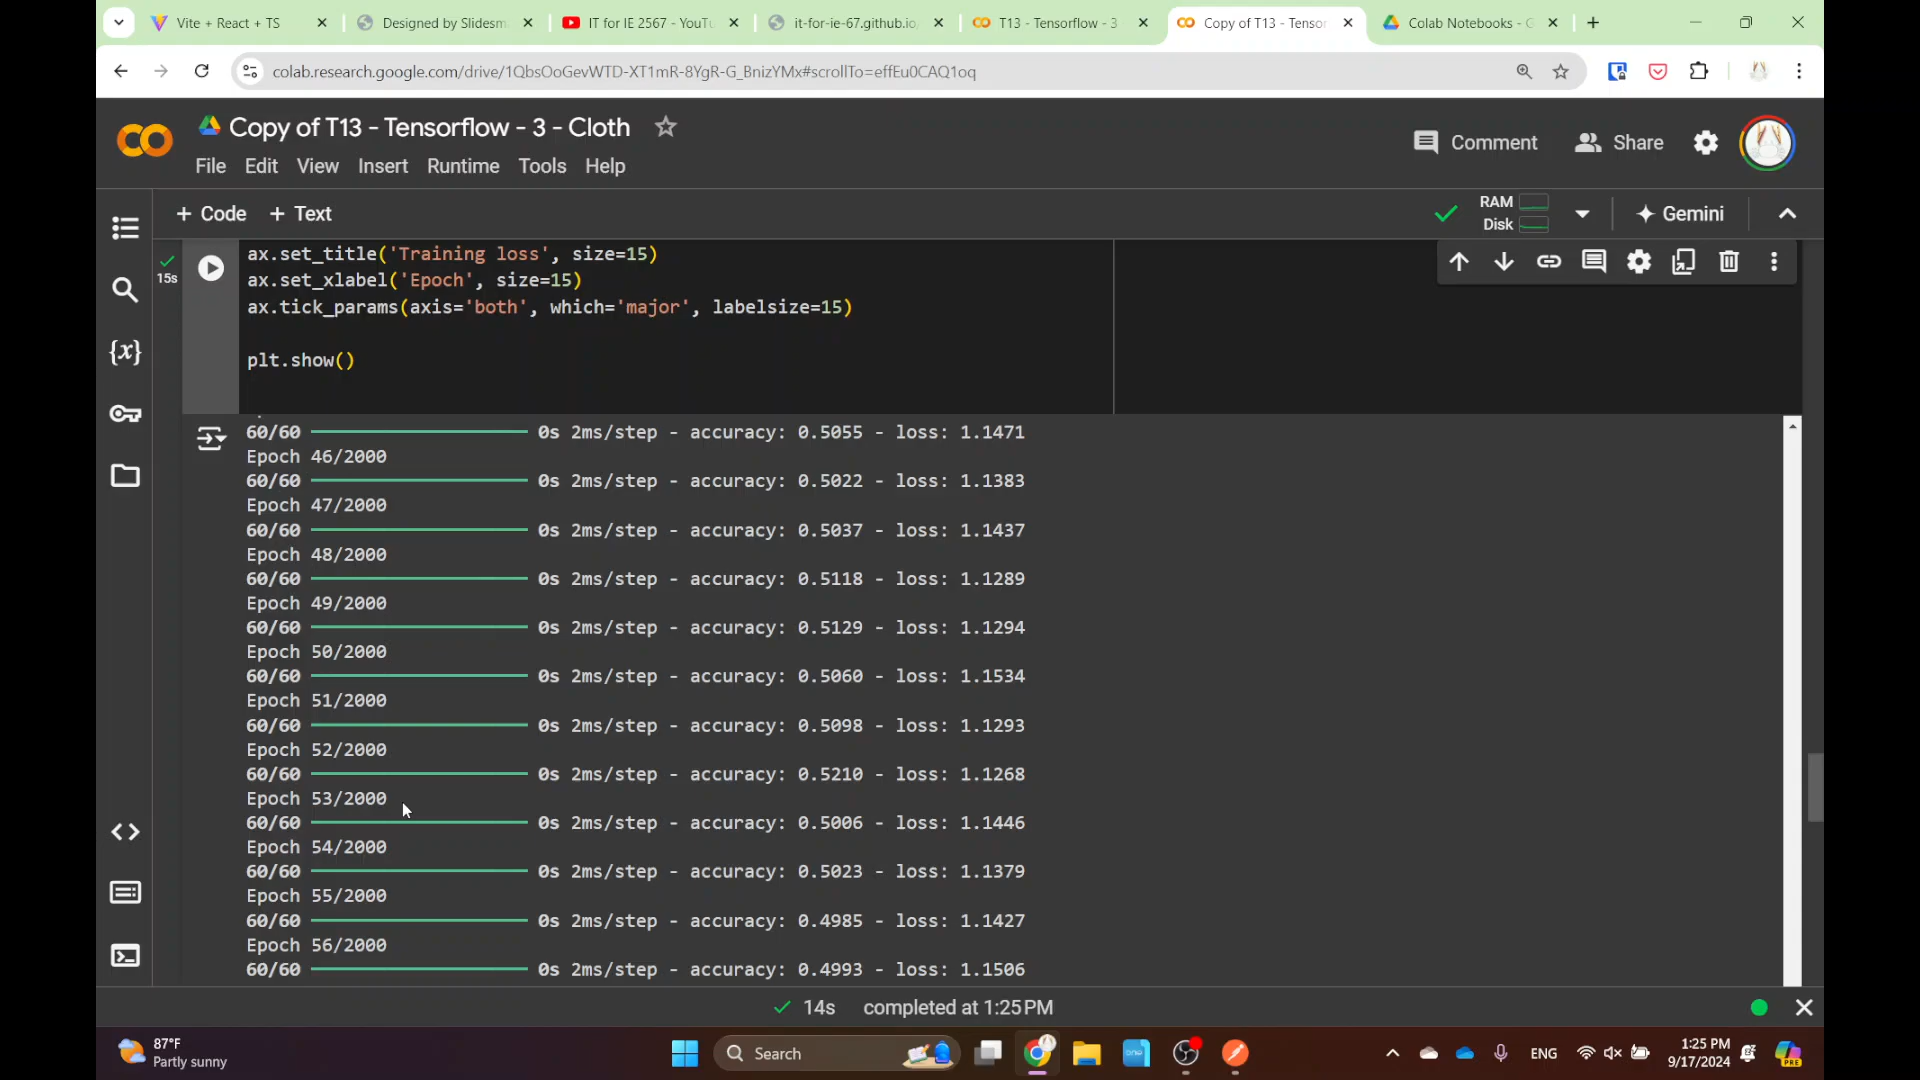 Vite + React + TS
Designed by Slidesm
IT for IE 2567 - YouTu
it-for-ie-67.github.io
T13 - Tensorflow - 3
Copy of T13 - Tensor
Colab Notebooks - G
colab.research.google.com/drive/1QbsOoGevWTD-XT1mR-8YgR-G_BnizYMx#scrollTo=effEu0CAQ1oq
Copy of T13 - Tensorflow - 3 - Cloth
Comment
Share
File Edit View Insert Runtime Tools Help
+ Code + Text
RAM
Disk
Gemini
15s
ax.set_title('Training loss', size=15)
ax.set_xlabel('Epoch', size=15)
ax.tick_params(axis='both', which='major', labelsize=15)
plt.show()
60/60 0s 2ms/step - accuracy: 0.5055 - loss: 1.1471
Epoch 46/2000
60/60 0s 2ms/step - accuracy: 0.5022 - loss: 1.1383
Epoch 47/2000
60/60 0s 2ms/step - accuracy: 0.5037 - loss: 1.1437
Epoch 48/2000
60/60 0s 2ms/step - accuracy: 0.5118 - loss: 1.1289
Epoch 49/2000
60/60 0s 2ms/step - accuracy: 0.5129 - loss: 1.1294
Epoch 50/2000
60/60 0s 2ms/step - accuracy: 0.5060 - loss: 1.1534
Epoch 51/2000
60/60 0s 2ms/step - accuracy: 0.5098 - loss: 1.1293
Epoch 52/2000
60/60 0s 2ms/step - accuracy: 0.5210 - loss: 1.1268
Epoch 53/2000
60/60 0s 2ms/step - accuracy: 0.5006 - loss: 1.1446
Epoch 54/2000
60/60 0s 2ms/step - accuracy: 0.5023 - loss: 1.1379
Epoch 55/2000
60/60 0s 2ms/step - accuracy: 0.4985 - loss: 1.1427
Epoch 56/2000
60/60 0s 2ms/step - accuracy: 0.4993 - loss: 1.1506
14s completed at 1:25 PM
87°F
Partly sunny
Search
ENG
1:25 PM
9/17/2024